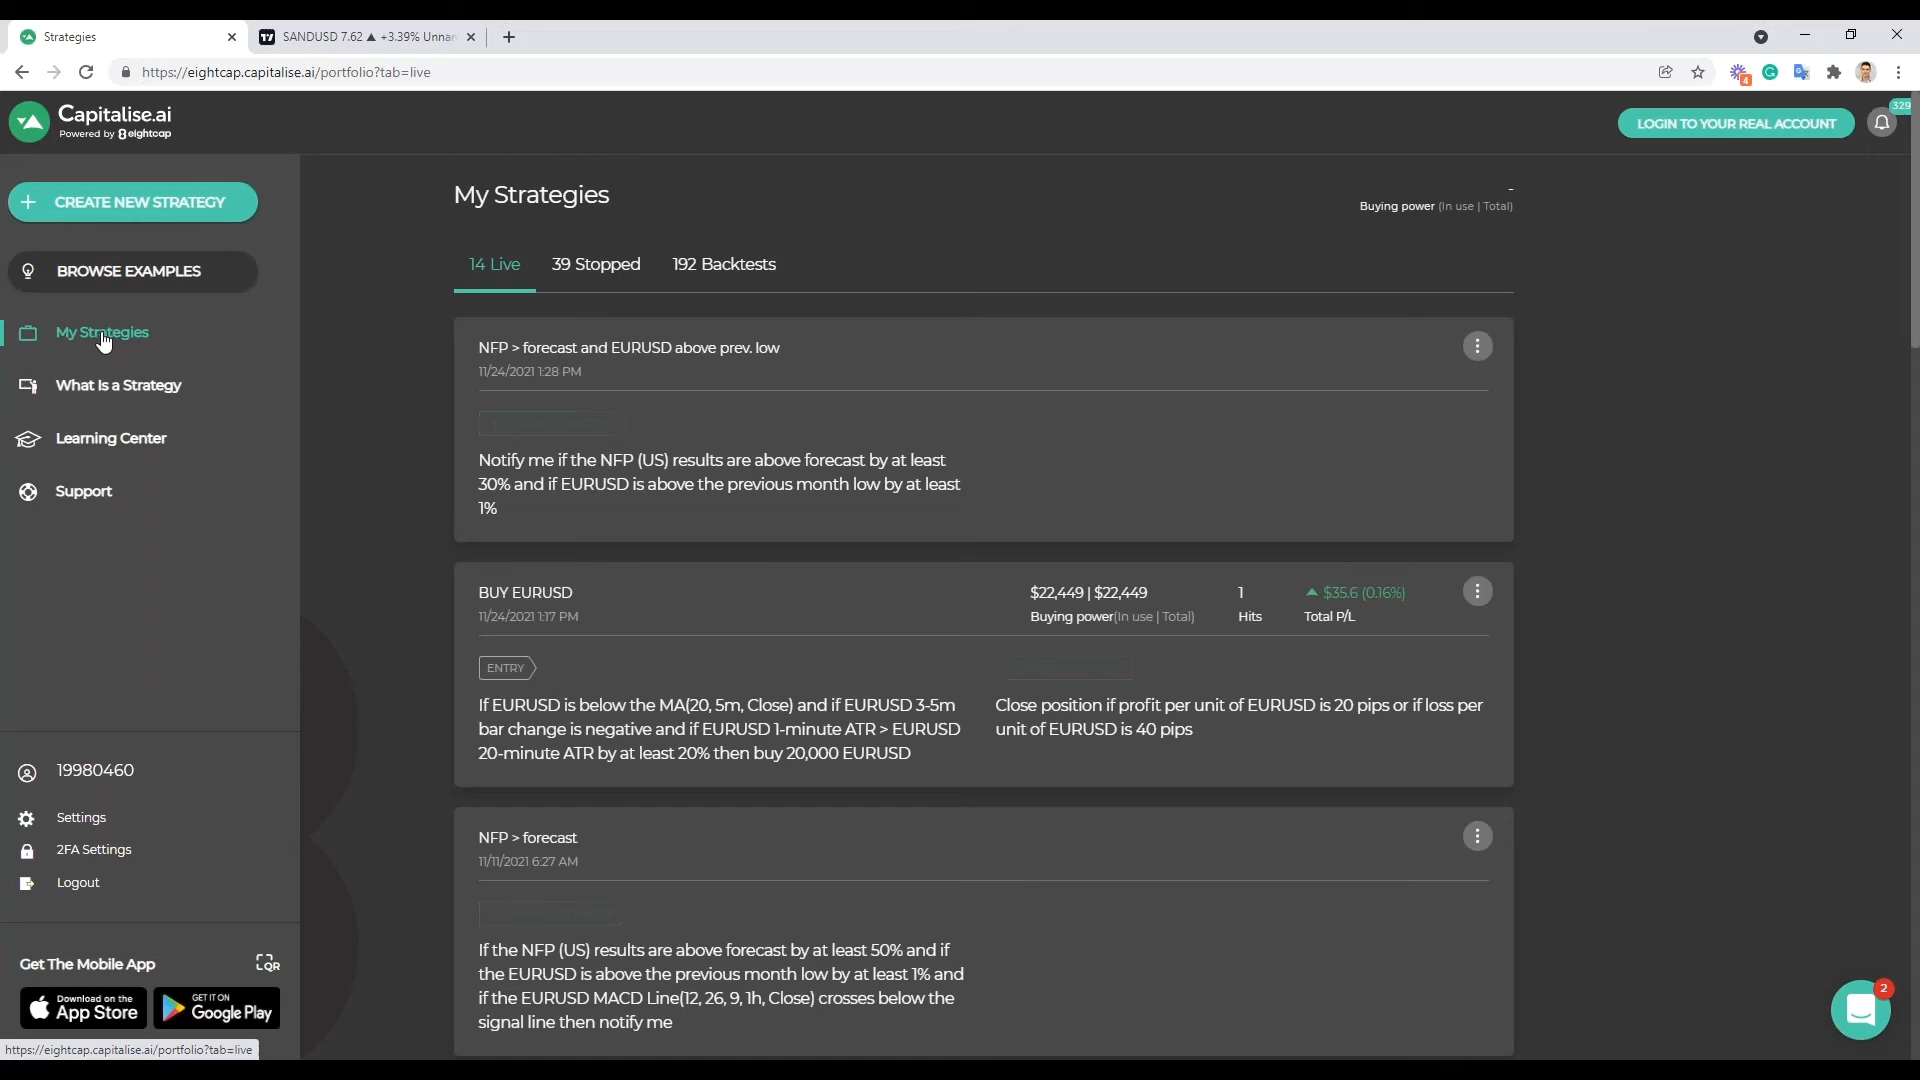 Strategies
SANDUSD 7.62 ▲ +3.39% Unnar
https://eightcap.capitalise.ai/portfolio?tab=live
4
Capitalise.ai
Powered by 8 eightcap
LOGIN TO YOUR REAL ACCOUNT
329
CREATE NEW STRATEGY
BROWSE EXAMPLES
My Strategies
What Is a Strategy
Learning Center
Support
19980460
Settings
2FA Settings
Logout
Get The Mobile App
QR
Download on the
App Store
GET IT ON
Google Play
https://eightcap.capitalise.ai/portfolio?tab=live
My Strategies
-
Buying power (In use | Total)
14 Live
39 Stopped
192 Backtests
NFP > forecast and EURUSD above prev. low
11/24/2021 1:28 PM
Notify me if the NFP (US) results are above forecast by at least
30% and if EURUSD is above the previous month low by at least
1%
BUY EURUSD
11/24/2021 1:17 PM
$22,449 | $22,449
Buying power(In use | Total)
1
Hits
$35.6 (0.16%)
Total P/L
ENTRY
If EURUSD is below the MA(20, 5m, Close) and if EURUSD 3-5m
bar change is negative and if EURUSD 1-minute ATR > EURUSD
20-minute ATR by at least 20% then buy 20,000 EURUSD
Close position if profit per unit of EURUSD is 20 pips or if loss per
unit of EURUSD is 40 pips
NFP > forecast
11/11/2021 6:27 AM
If the NFP (US) results are above forecast by at least 50% and if
the EURUSD is above the previous month low by at least 1% and
if the EURUSD MACD Line(12, 26, 9, 1h, Close) crosses below the
signal line then notify me
2